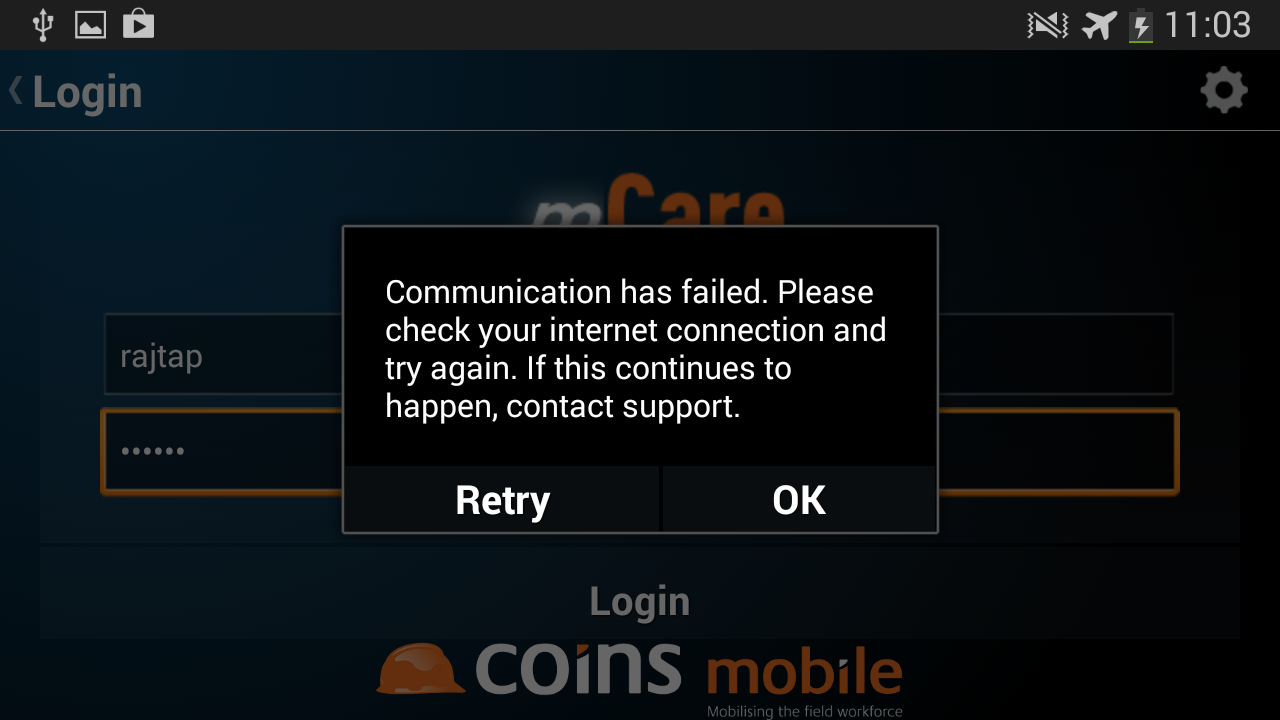 11:03
Login
mCare
Communication has failed. Please
check your internet connection and
try again. If this continues to
happen, contact support.
rajtap
••••••
Retry
OK
Login
coins mobile
Mobilising the field workforce